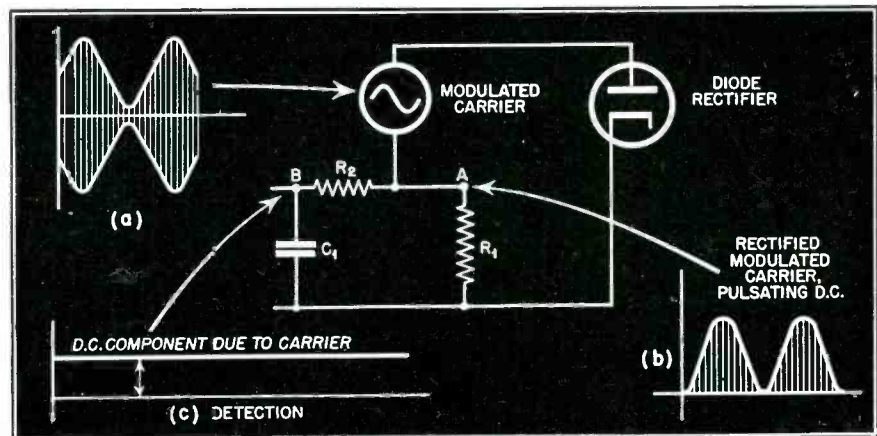 MODULATED
CARRIER
DIODE
RECTIFIER
B
R2
A
(a)
C1
R1
RECTIFIED
MODULATED
CARRIER,
PULSATING D.C.
D.C. COMPONENT DUE TO CARRIER
(b)
(c) DETECTION